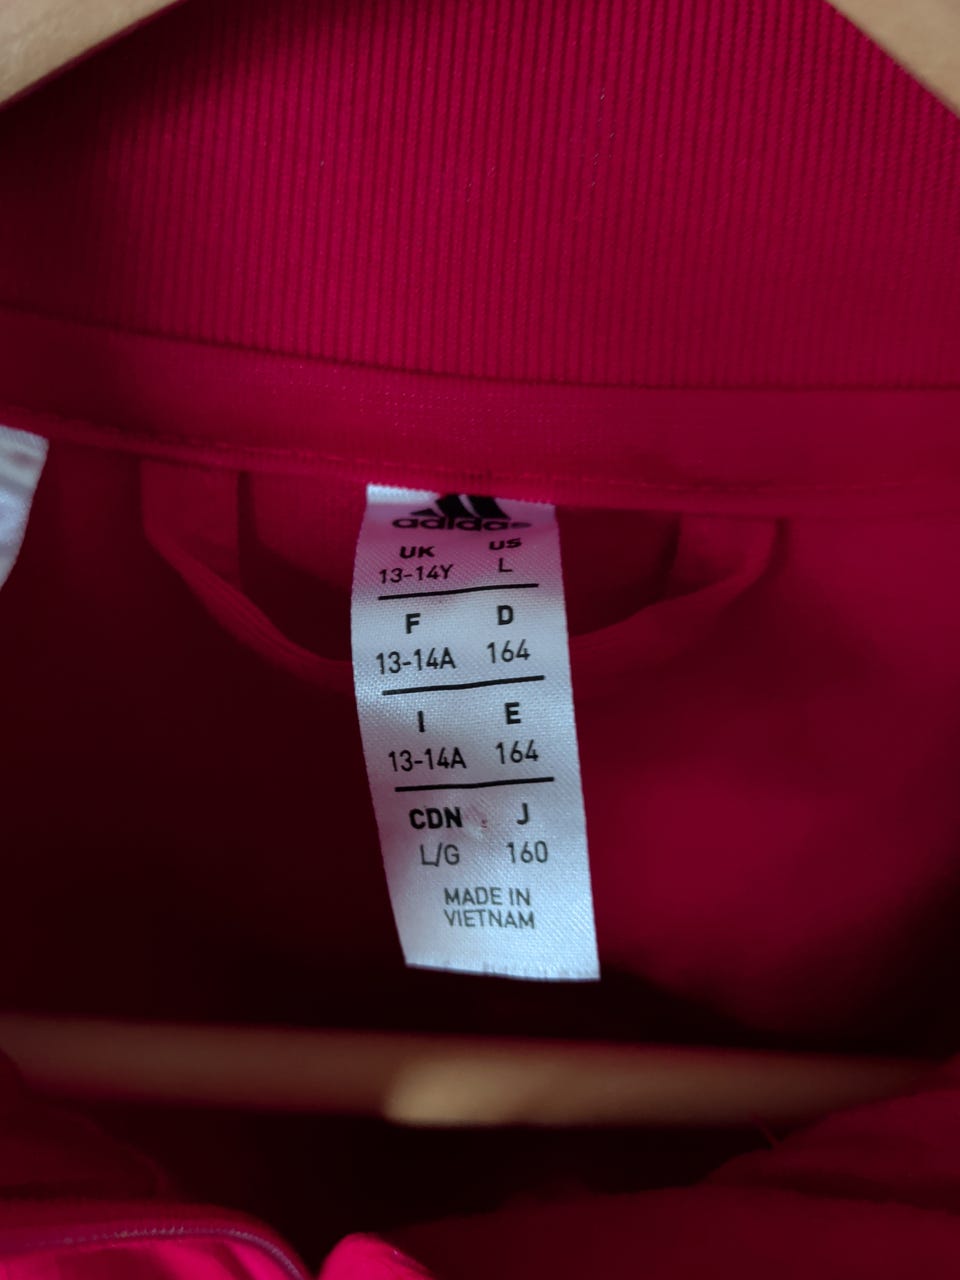 adidas
UK US
13-14Y L
F D
13-14A 164
I E
13-14A 164
CDN J
L/G 160
MADE IN
VIETNAM